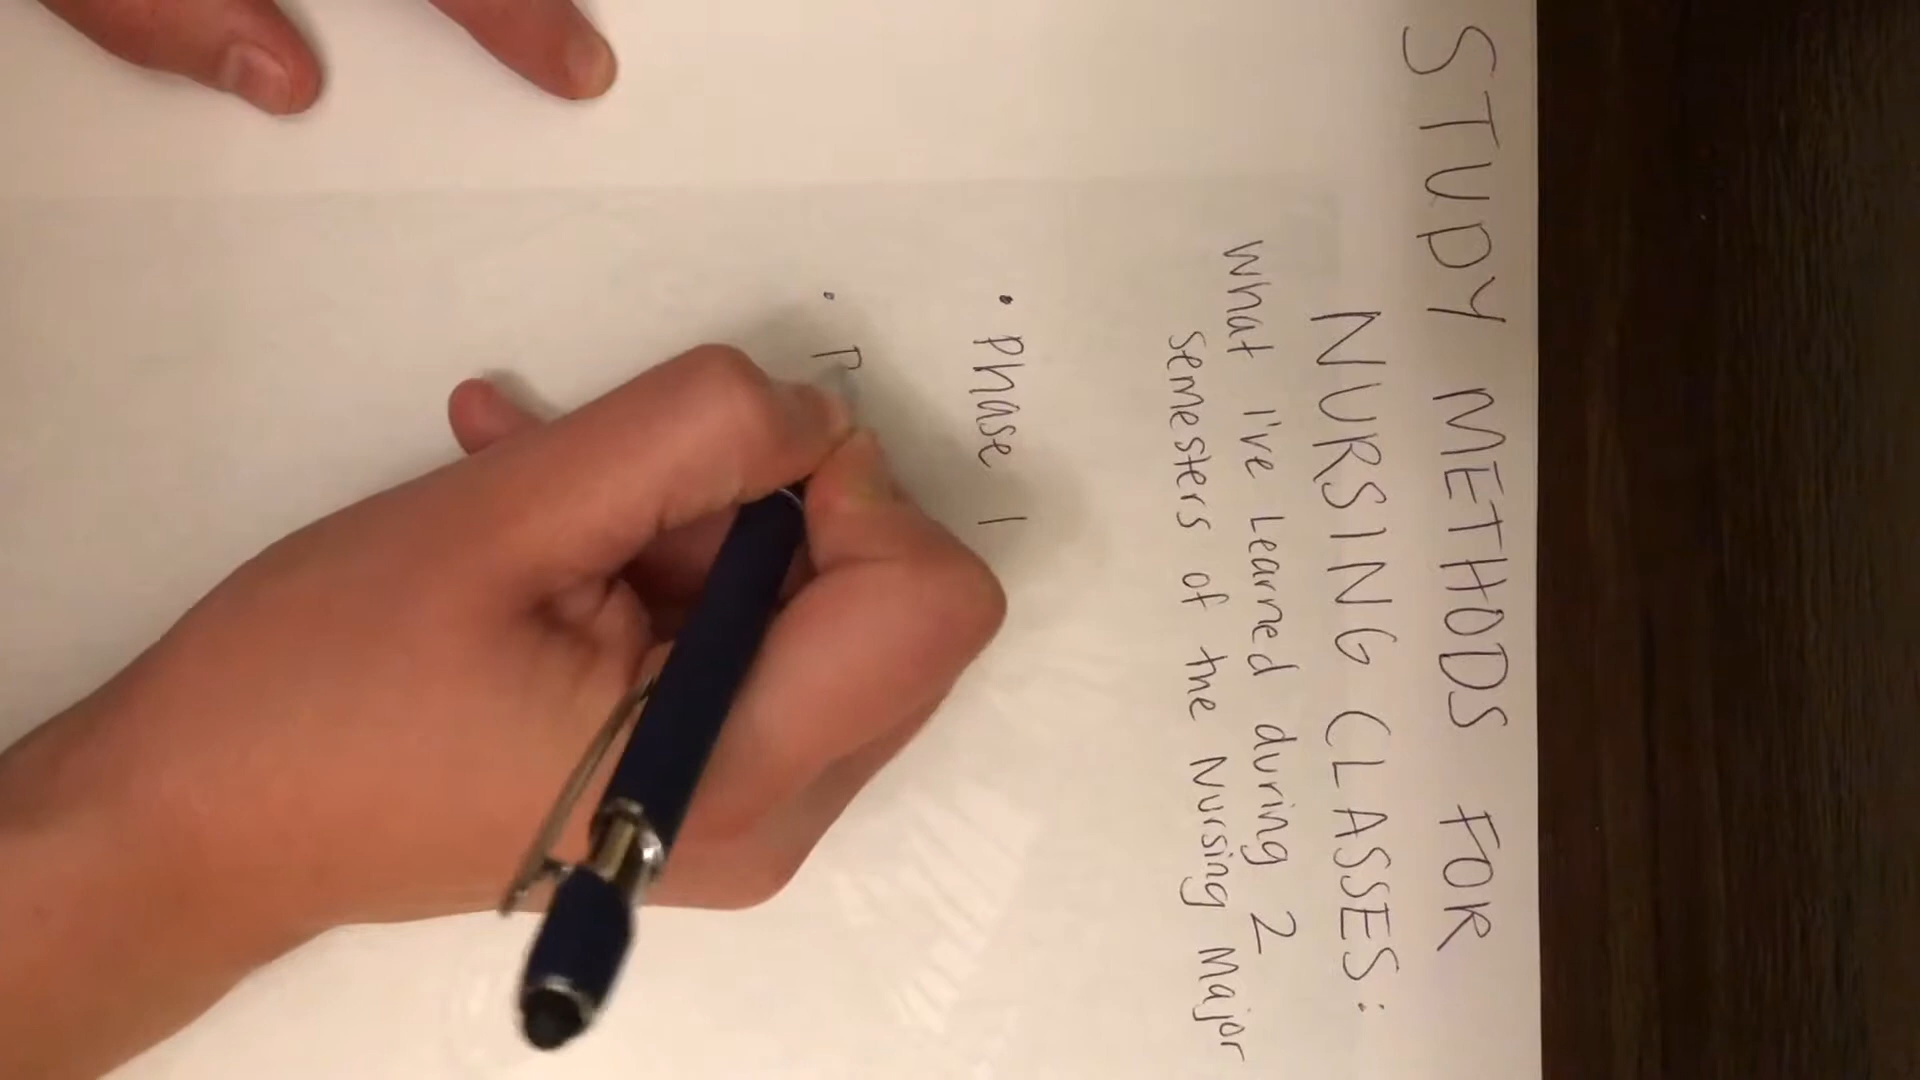 STUDY METHODS FOR
NURSING CLASSES:
What I've Learned during 2
semesters of the Nursing Major
• Phase 1
• P